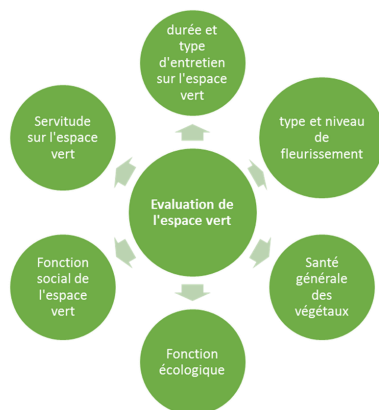 durée et
type
d'entretien
sur l'espace
vert
type et niveau
de
fleurissement
Santé
générale
des
végétaux
Fonction
écologique
Fonction
social de
l'espace
vert
Servitude
sur l'espace
vert
Evaluation de
l'espace vert